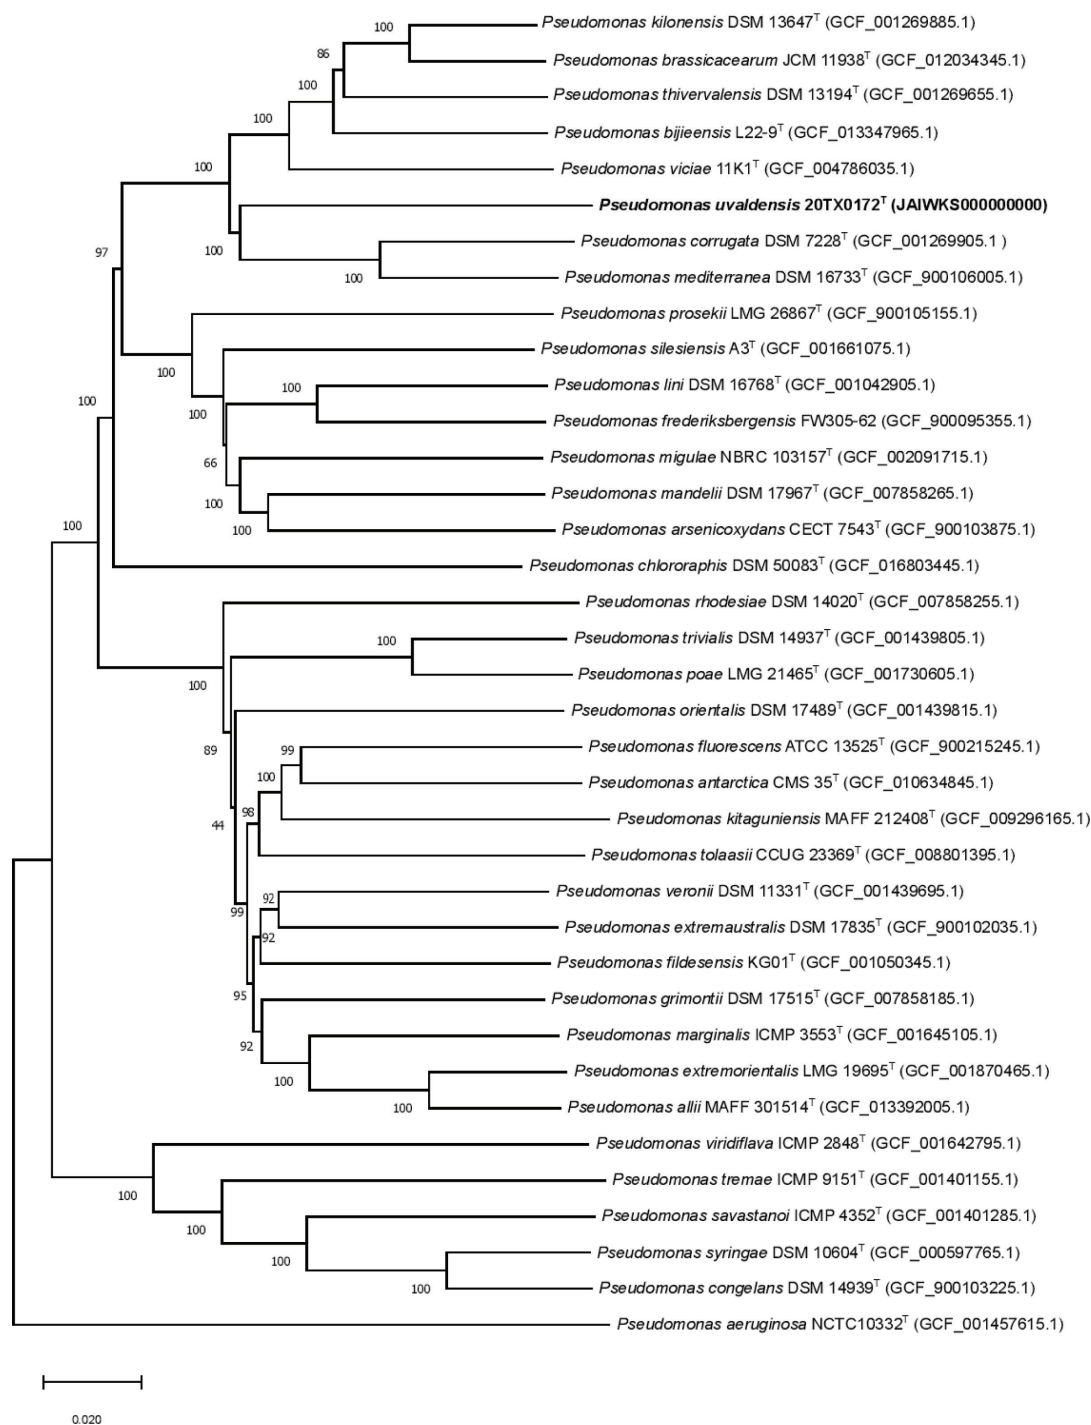 Pseudomonas kilonensis DSM 13647T (GCF_001269885.1)
100
86
Pseudomonas brassicacearum JCM 11938T (GCF_012034345.1)
100
Pseudomonas thivervalensis DSM 13194T (GCF_001269655.1)
100
Pseudomonas bijieensis L22-9T (GCF_013347965.1)
100
Pseudomonas viciae 11K1T (GCF_004786035.1)
Pseudomonas uvaldensis 20TX0172T (JAIWKS000000000)
97
100
Pseudomonas corrugata DSM 7228T (GCF_001269905.1 )
100
Pseudomonas mediterranea DSM 16733T (GCF_900106005.1)
Pseudomonas prosekii LMG 26867T (GCF_900105155.1)
100
Pseudomonas silesiensis A3T (GCF_001661075.1)
100
100
100
Pseudomonas lini DSM 16768T (GCF_001042905.1)
Pseudomonas frederiksbergensis FW305-62 (GCF_900095355.1)
66
Pseudomonas migulae NBRC 103157T (GCF_002091715.1)
100
Pseudomonas mandelii DSM 17967T (GCF_007858265.1)
100
100
Pseudomonas arsenicoxydans CECT 7543T (GCF_900103875.1)
Pseudomonas chlororaphis DSM 50083T (GCF_016803445.1)
Pseudomonas rhodesiae DSM 14020T (GCF_007858255.1)
100
Pseudomonas trivialis DSM 14937T (GCF_001439805.1)
100
Pseudomonas poae LMG 21465T (GCF_001730605.1)
Pseudomonas orientalis DSM 17489T (GCF_001439815.1)
89
99
Pseudomonas fluorescens ATCC 13525T (GCF_900215245.1)
100
Pseudomonas antarctica CMS 35T (GCF_010634845.1)
44
98
Pseudomonas kitaguniensis MAFF 212408T (GCF_009296165.1)
Pseudomonas tolaasii CCUG 23369T (GCF_008801395.1)
92
Pseudomonas veronii DSM 11331T (GCF_001439695.1)
99
Pseudomonas extremaustralis DSM 17835T (GCF_900102035.1)
92
Pseudomonas fildesensis KG01T (GCF_001050345.1)
95
Pseudomonas grimontii DSM 17515T (GCF_007858185.1)
92
Pseudomonas marginalis ICMP 3553T (GCF_001645105.1)
100
Pseudomonas extremorientalis LMG 19695T (GCF_001870465.1)
100
Pseudomonas allii MAFF 301514T (GCF_013392005.1)
Pseudomonas viridiflava ICMP 2848T (GCF_001642795.1)
100
Pseudomonas tremae ICMP 9151T (GCF_001401155.1)
100
Pseudomonas savastanoi ICMP 4352T (GCF_001401285.1)
100
Pseudomonas syringae DSM 10604T (GCF_000597765.1)
100
Pseudomonas congelans DSM 14939T (GCF_900103225.1)
Pseudomonas aeruginosa NCTC10332T (GCF_001457615.1)
0.020